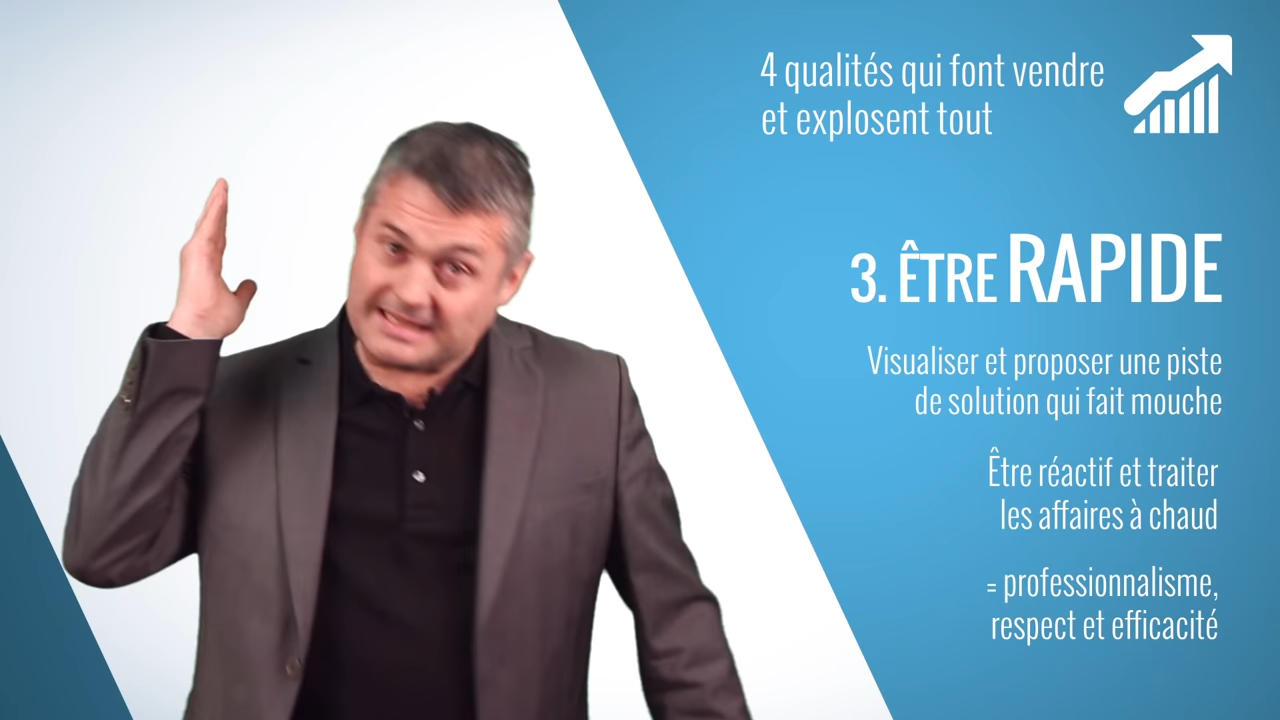 4 qualités qui font vendre
et explosent tout
3. ÊTRE RAPIDE
Visualiser et proposer une piste
de solution qui fait mouche
Être réactif et traiter
les affaires à chaud
= professionnalisme,
respect et efficacité